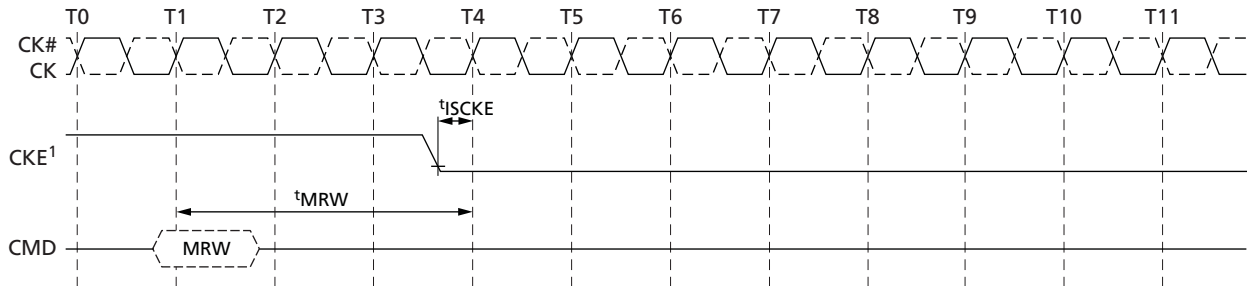 T0 T1 T2 T3 T4 T5 T6 T7 T8 T9 T10 T11
CK#
CK
tISCKE
CKE1
tMRW
CMD MRW